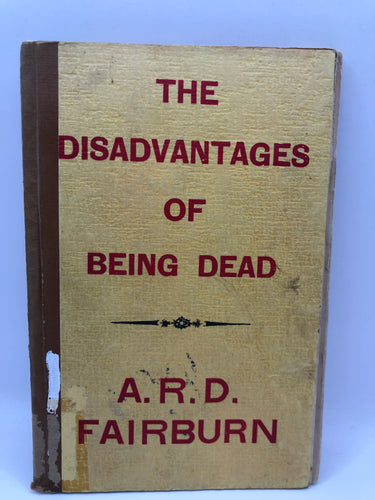 THE
DISADVANTAGES
OF
BEING DEAD
A.R.D.
FAIRBURN